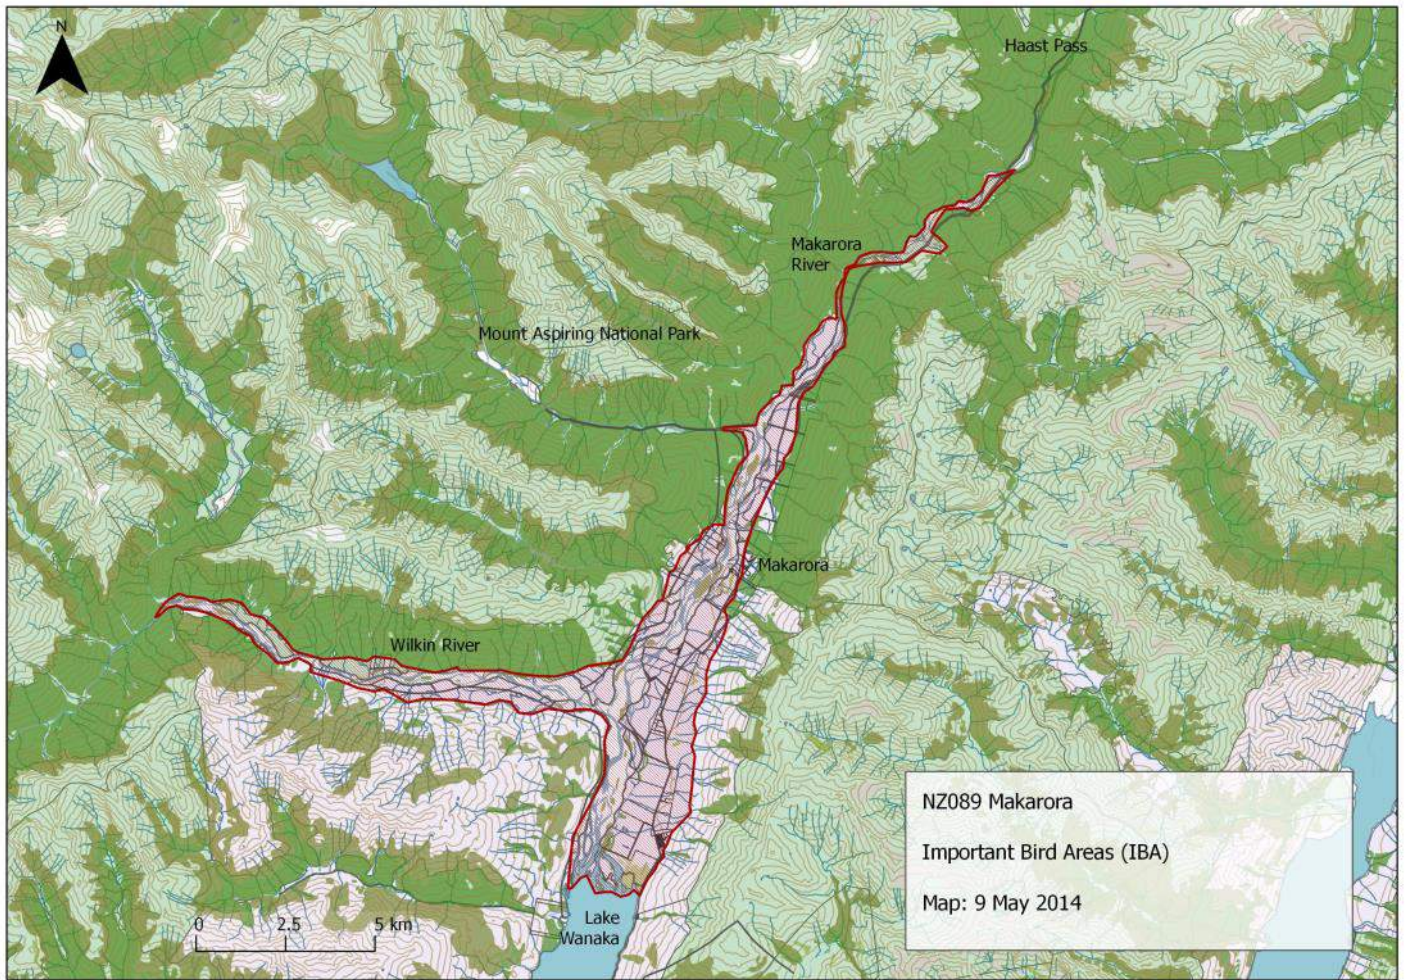 N
Haast Pass
Makarora
River
Mount Aspiring National Park
Makarora
Wilkin River
NZ089 Makarora
Important Bird Areas (IBA)
Map: 9 May 2014
0 2.5 5 km
Lake
Wanaka